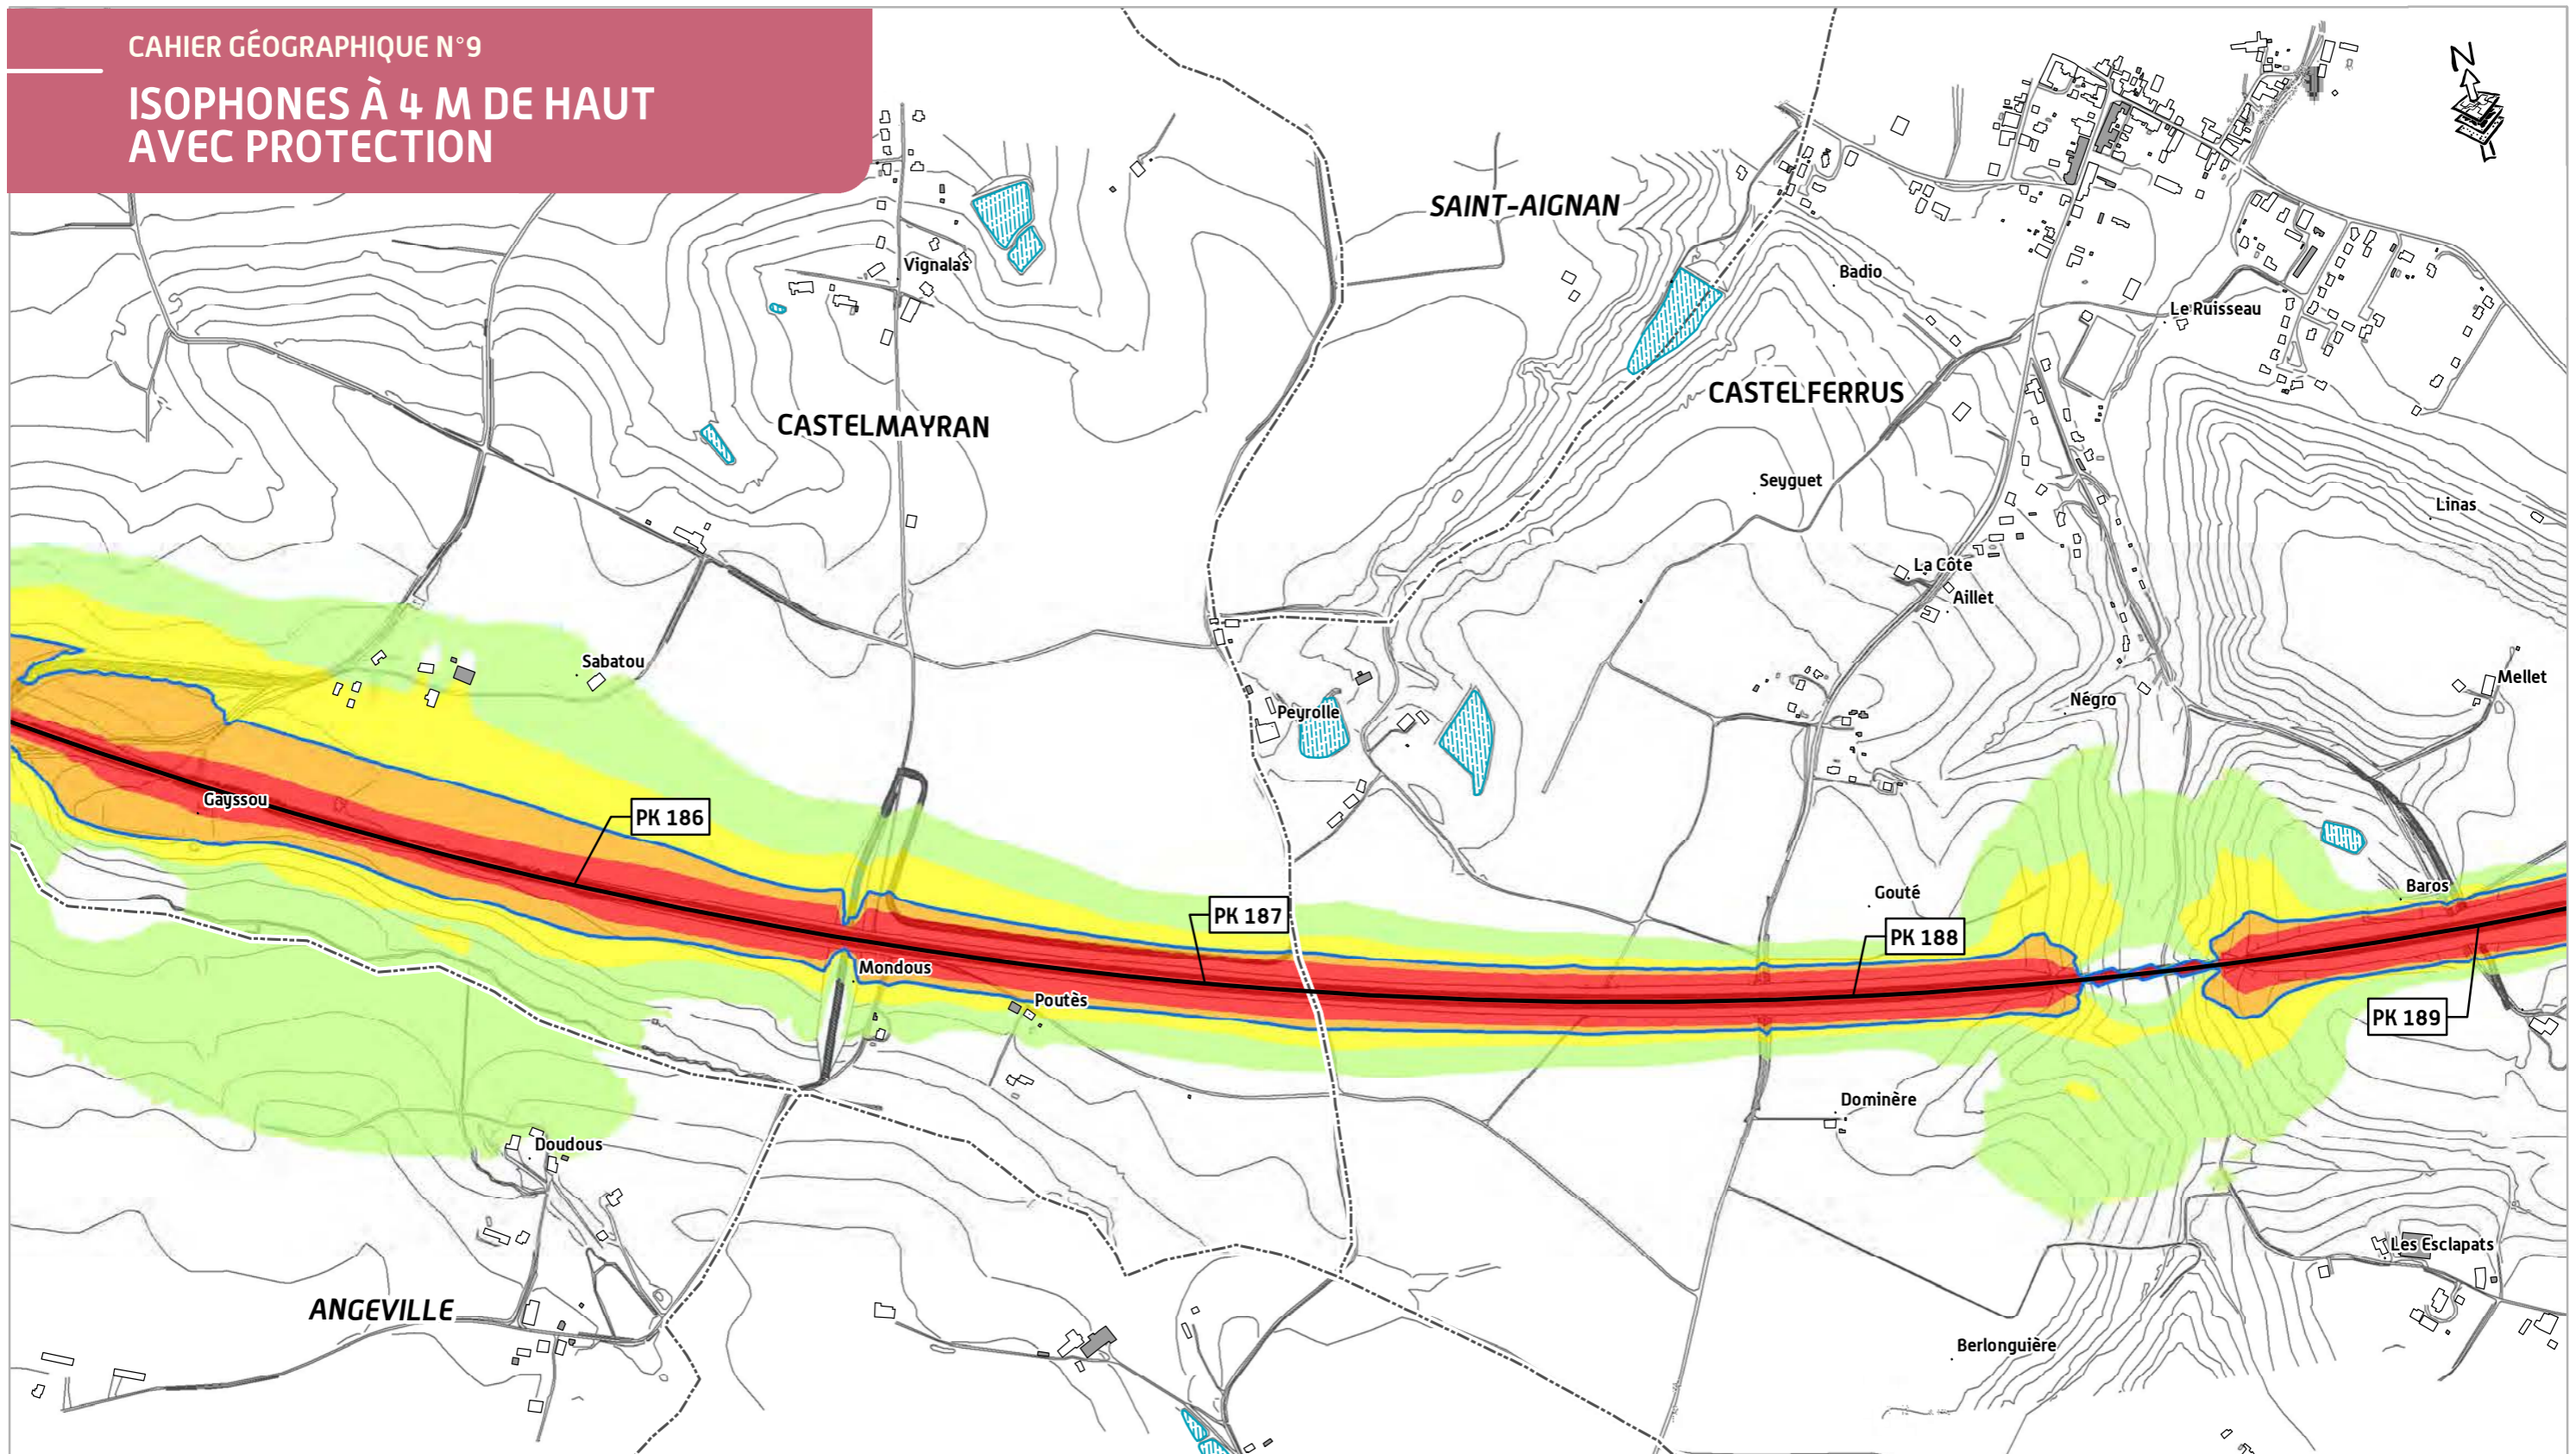 CAHIER GÉOGRAPHIQUE N°9
ISOPHONES À 4 M DE HAUT
AVEC PROTECTION
N
SAINT-AIGNAN
Vignalas
Badio
Le Ruisseau
CASTELFERRUS
CASTELMAYRAN
Seyguet
Linas
La Côte
Aillet
Sabatou
Mellet
Négro
Peyrolle
Gayssou
PK 186
Baros
Gouté
PK 187
PK 188
Mondous
Poutès
PK 189
Dominère
Doudous
Les Esclapats
ANGEVILLE
Berlonguière